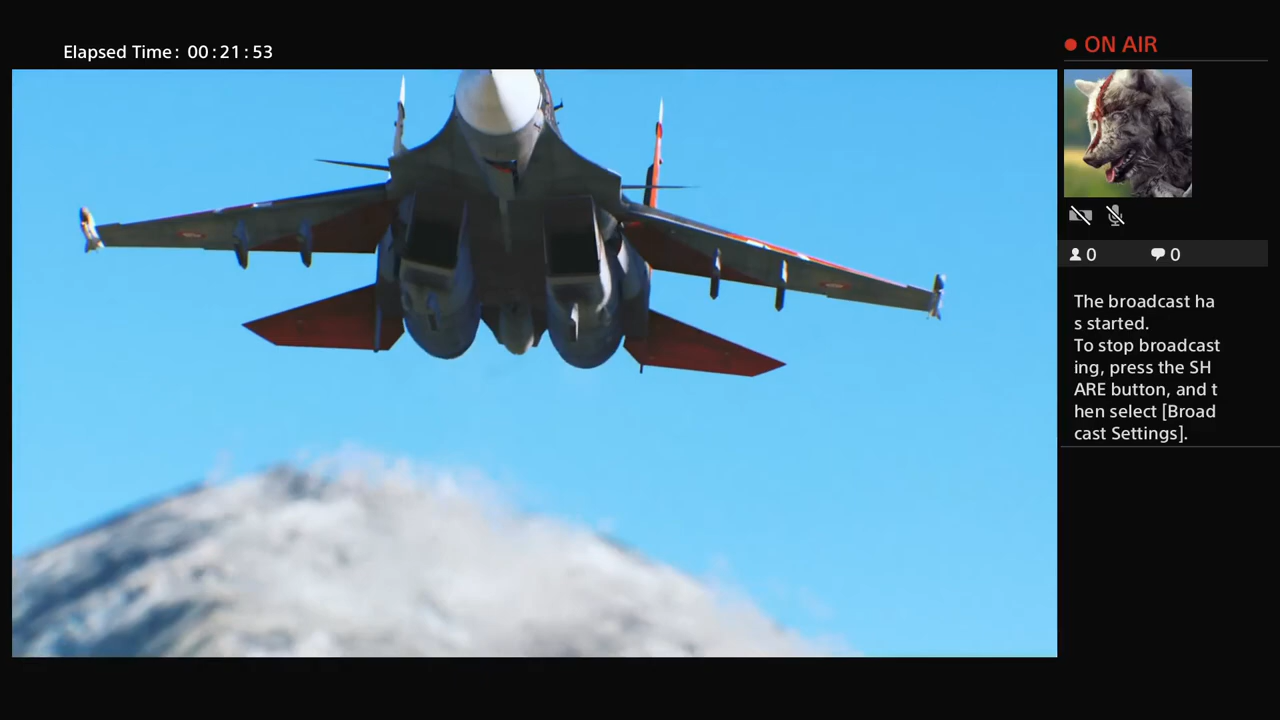 Elapsed Time: 00:21:53
ON AIR
0 0
The broadcast ha
s started.
To stop broadcast
ing, press the SH
ARE button, and t
hen select [Broad
cast Settings].